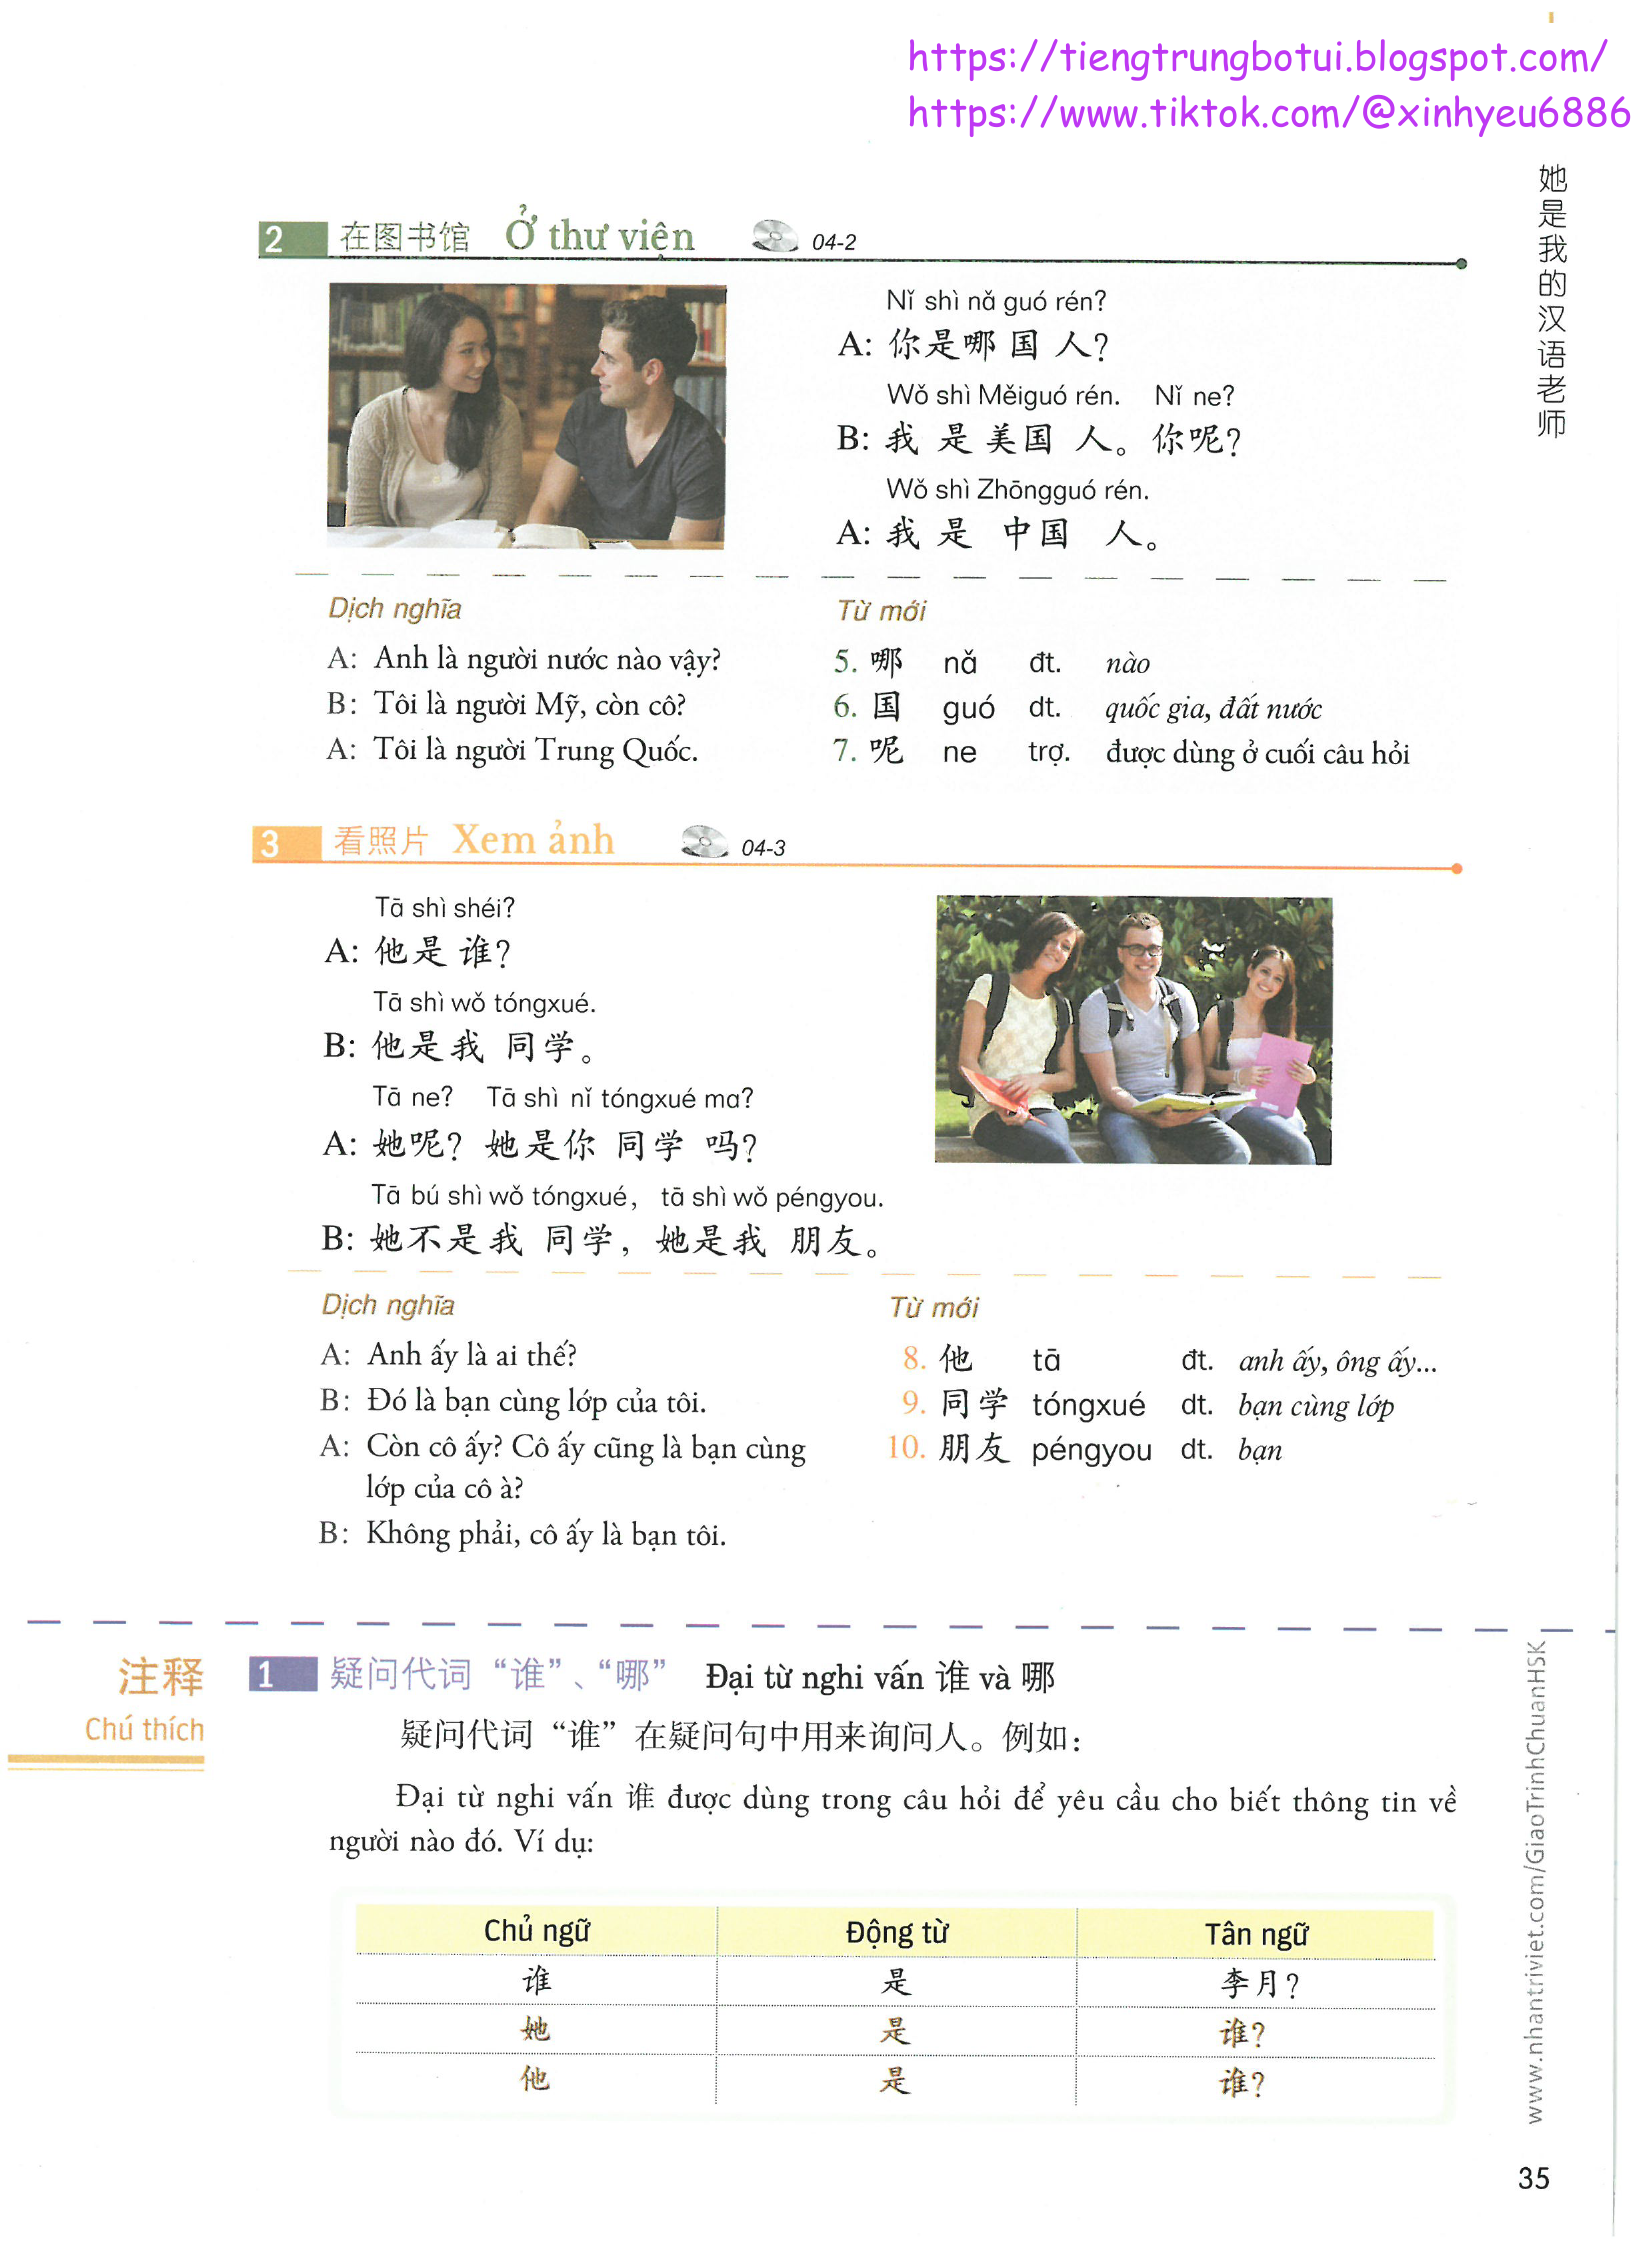 https://tiengtrungbotui.blogspot.com/
https://www.tiktok.com/@xinhyeu6886
她是我的汉语老师
2 在图书馆 Ở thư viện 04-2
Nǐ shì nǎ guó rén?
A: 你是哪国人?
Wǒ shì Měiguó rén. Nǐ ne?
B: 我是美国人。你呢?
Wǒ shì Zhōngguó rén.
A: 我是中国人。
Dịch nghĩa
A: Anh là người nước nào vậy?
B: Tôi là người Mỹ, còn cô?
A: Tôi là người Trung Quốc.
Từ mới
5. 哪 nǎ đt. nào
6. 国 guó dt. quốc gia, đất nước
7. 呢 ne trợ. được dùng ở cuối câu hỏi
3 看照片 Xem ảnh 04-3
Tā shì shéi?
A: 他是谁?
Tā shì wǒ tóngxué.
B: 他是我同学。
Tā ne? Tā shì nǐ tóngxué ma?
A: 她呢? 她是你同学吗?
Tā bú shì wǒ tóngxué, tā shì wǒ péngyou.
B: 她不是我同学, 她是我朋友。
Dịch nghĩa
A: Anh ấy là ai thế?
B: Đó là bạn cùng lớp của tôi.
A: Còn cô ấy? Cô ấy cũng là bạn cùng
lớp của cô à?
B: Không phải, cô ấy là bạn tôi.
Từ mới
8. 他 tā đt. anh ấy, ông ấy...
9. 同学 tóngxué dt. bạn cùng lớp
10. 朋友 péngyou dt. bạn
注释
Chú thích
1 疑问代词“谁”、“哪” Đại từ nghi vấn 谁 và 哪
疑问代词“谁”在疑问句中用来询问人。例如:
Đại từ nghi vấn 谁 được dùng trong câu hỏi để yêu cầu cho biết thông tin về
người nào đó. Ví dụ:
Chủ ngữ Động từ Tân ngữ
谁 是 李月?
她 是 谁?
他 是 谁?
www.nhantriviet.com/GiaoTrinhChuanHSK
35